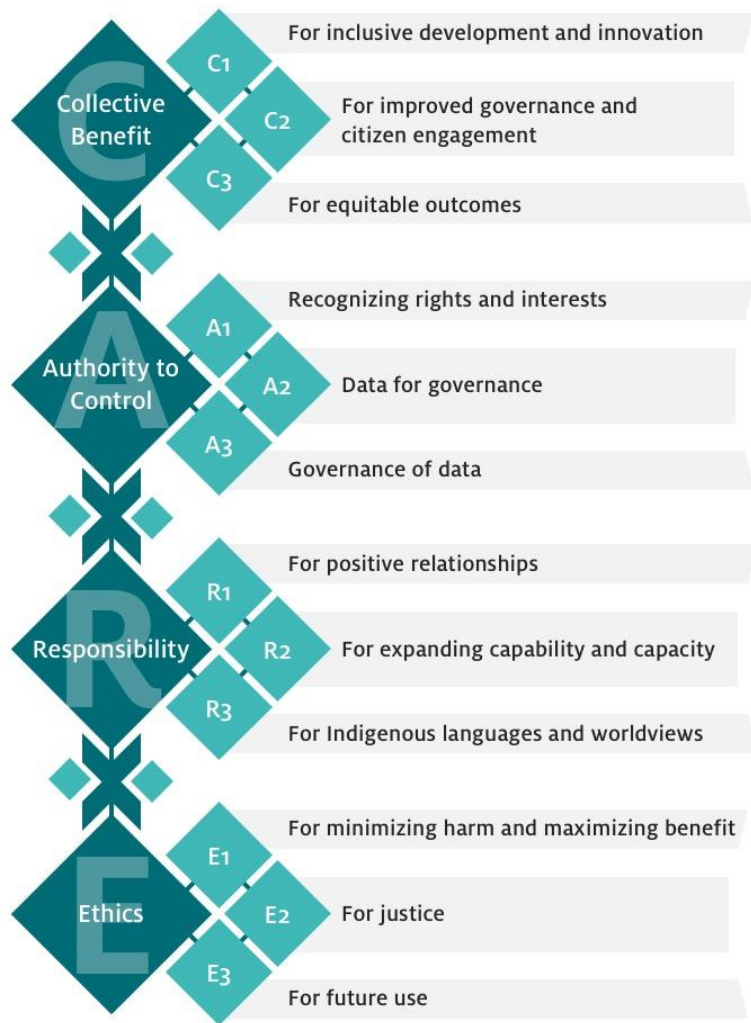 C
Collective
Benefit
C1
For inclusive development and innovation
C2
For improved governance and
citizen engagement
C3
For equitable outcomes
A
Authority to
Control
A1
Recognizing rights and interests
A2
Data for governance
A3
Governance of data
R
Responsibility
R1
For positive relationships
R2
For expanding capability and capacity
R3
For Indigenous languages and worldviews
E
Ethics
E1
For minimizing harm and maximizing benefit
E2
For justice
E3
For future use